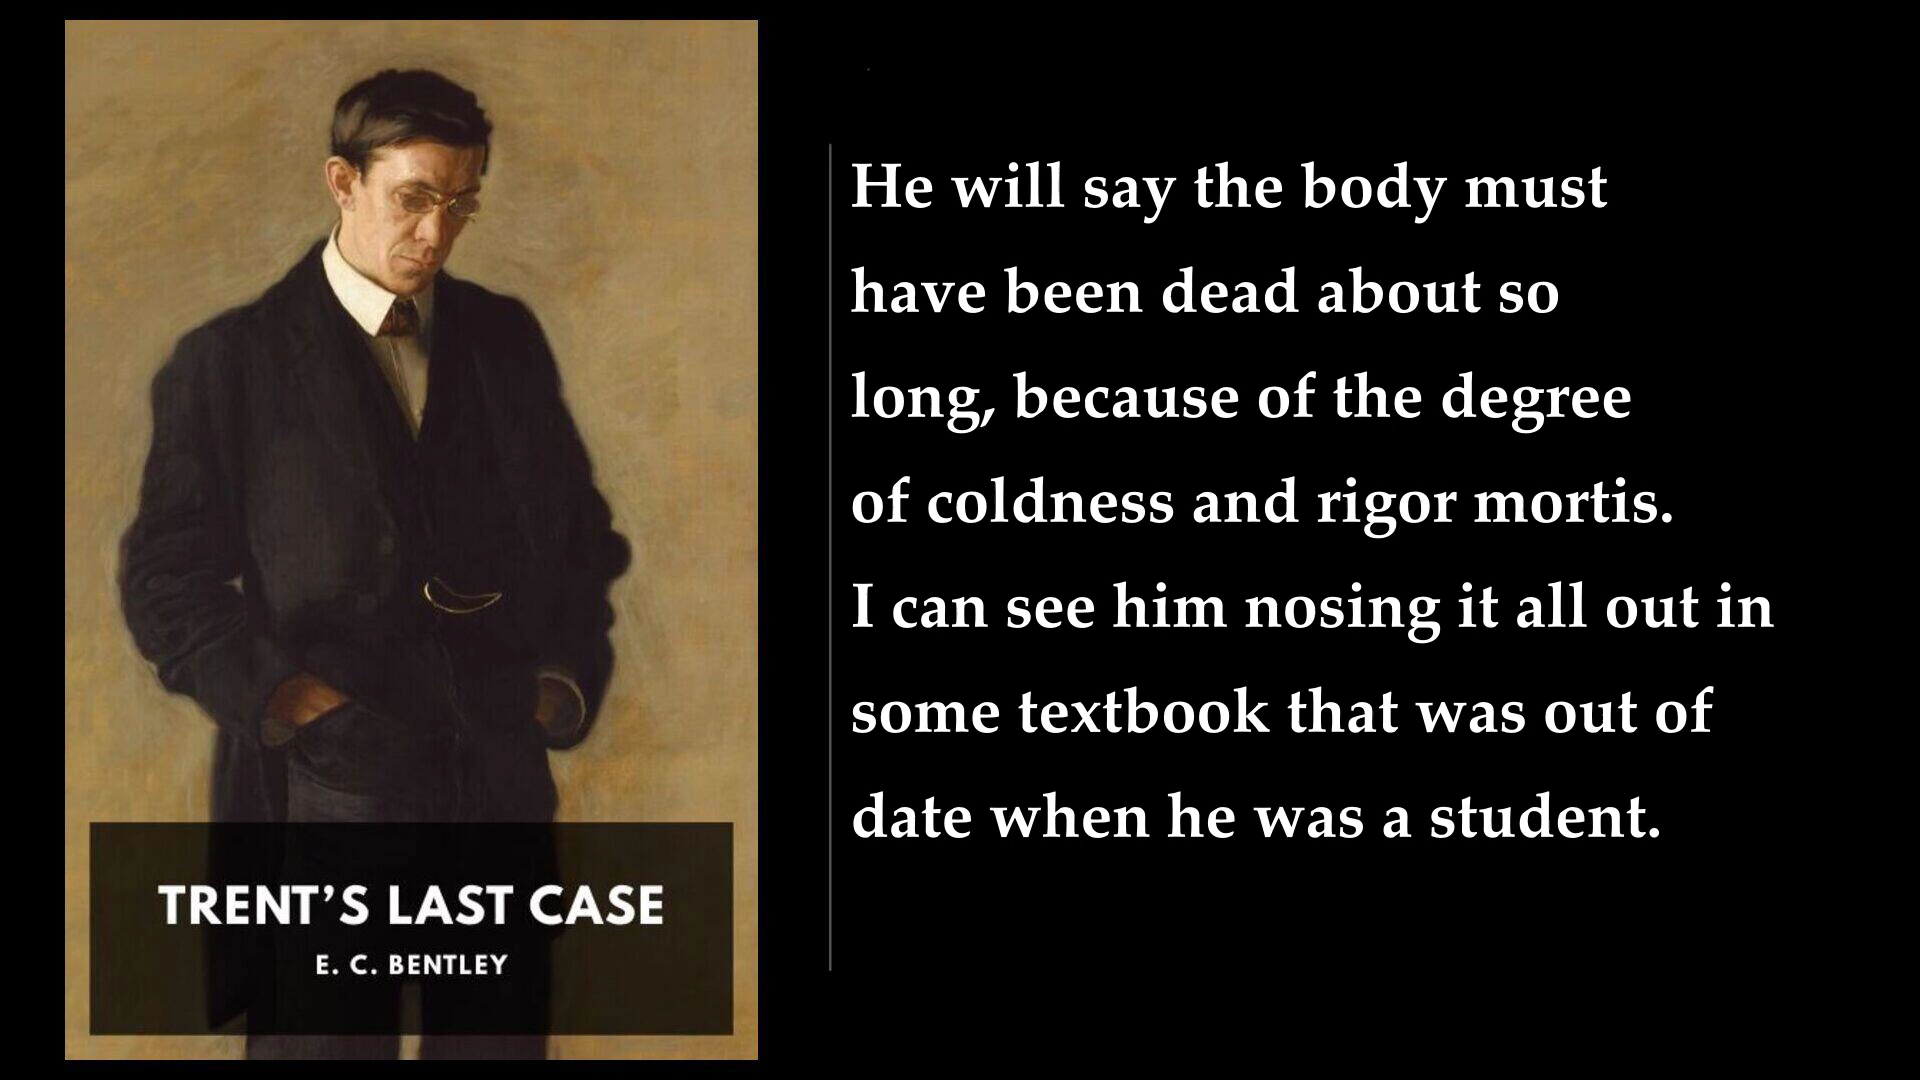 TRENT’S LAST CASE
E. C. BENTLEY
He will say the body must
have been dead about so
long, because of the degree
of coldness and rigor mortis.
I can see him nosing it all out in
some textbook that was out of
date when he was a student.